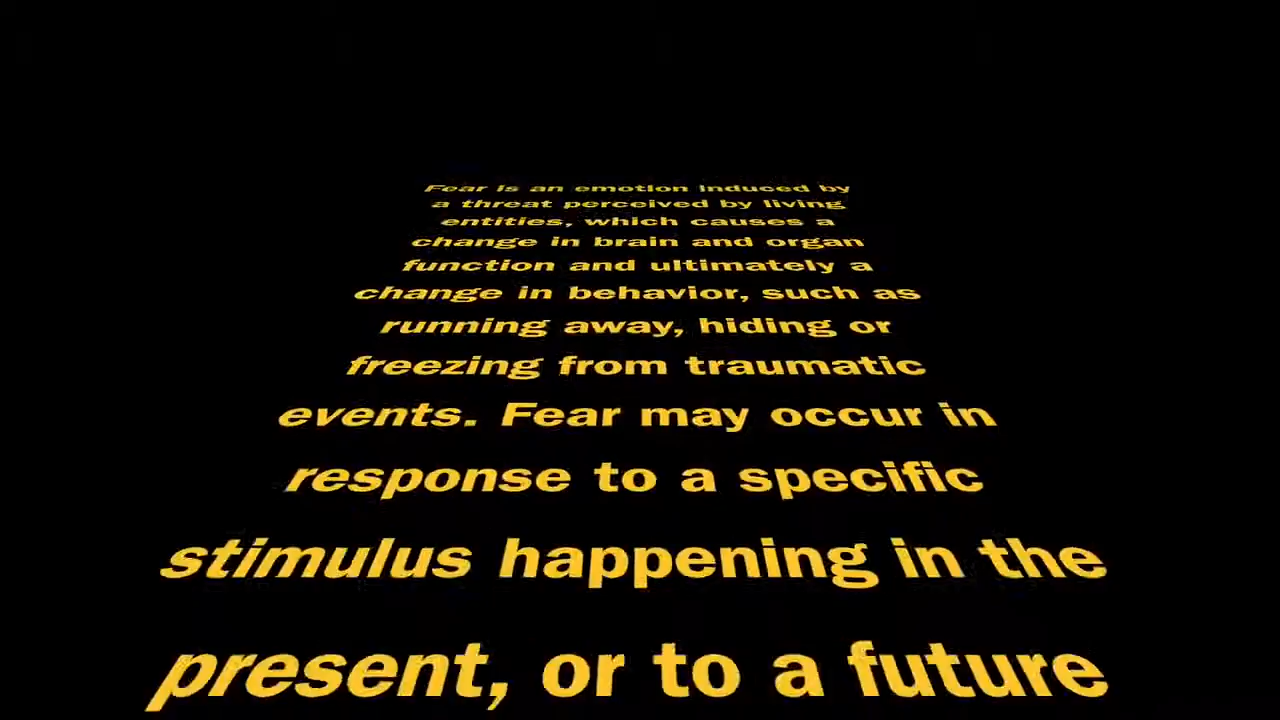 Fear is an emotion induced by
a threat perceived by living
entities, which causes a
change in brain and organ
function and ultimately a
change in behavior, such as
running away, hiding or
freezing from traumatic
events. Fear may occur in
response to a specific
stimulus happening in the
present, or to a future